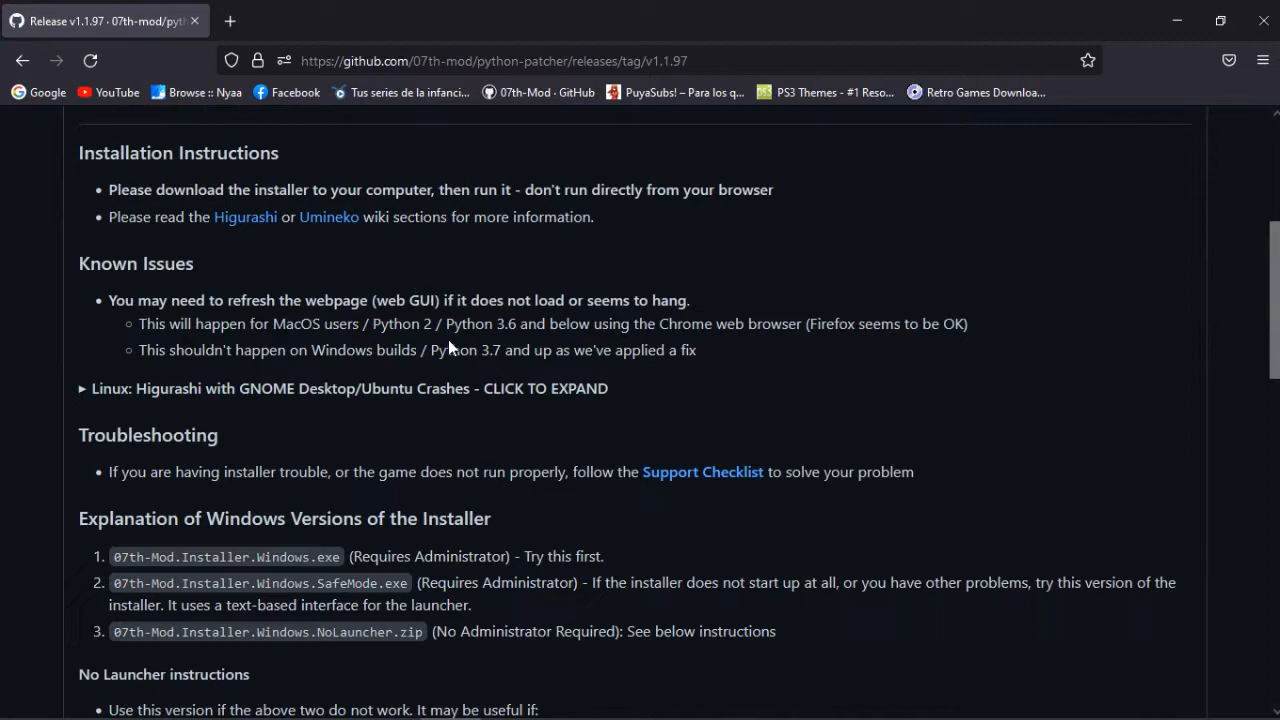 Release v1.1.97 · 07th-mod/pyth
https://github.com/07th-mod/python-patcher/releases/tag/v1.1.97
Google YouTube Browse :: Nyaa Facebook Tus series de la infanci... 07th-Mod · GitHub PuyaSubs! – Para los q... PS3 Themes - #1 Reso... Retro Games Downloa...
Installation Instructions
• Please download the installer to your computer, then run it - don't run directly from your browser
• Please read the Higurashi or Umineko wiki sections for more information.
Known Issues
• You may need to refresh the webpage (web GUI) if it does not load or seems to hang.
○ This will happen for MacOS users / Python 2 / Python 3.6 and below using the Chrome web browser (Firefox seems to be OK)
○ This shouldn't happen on Windows builds / Python 3.7 and up as we've applied a fix
▸ Linux: Higurashi with GNOME Desktop/Ubuntu Crashes - CLICK TO EXPAND
Troubleshooting
• If you are having installer trouble, or the game does not run properly, follow the Support Checklist to solve your problem
Explanation of Windows Versions of the Installer
1. 07th-Mod.Installer.Windows.exe (Requires Administrator) - Try this first.
2. 07th-Mod.Installer.Windows.SafeMode.exe (Requires Administrator) - If the installer does not start up at all, or you have other problems, try this version of the
installer. It uses a text-based interface for the launcher.
3. 07th-Mod.Installer.Windows.NoLauncher.zip (No Administrator Required): See below instructions
No Launcher instructions
• Use this version if the above two do not work. It may be useful if: